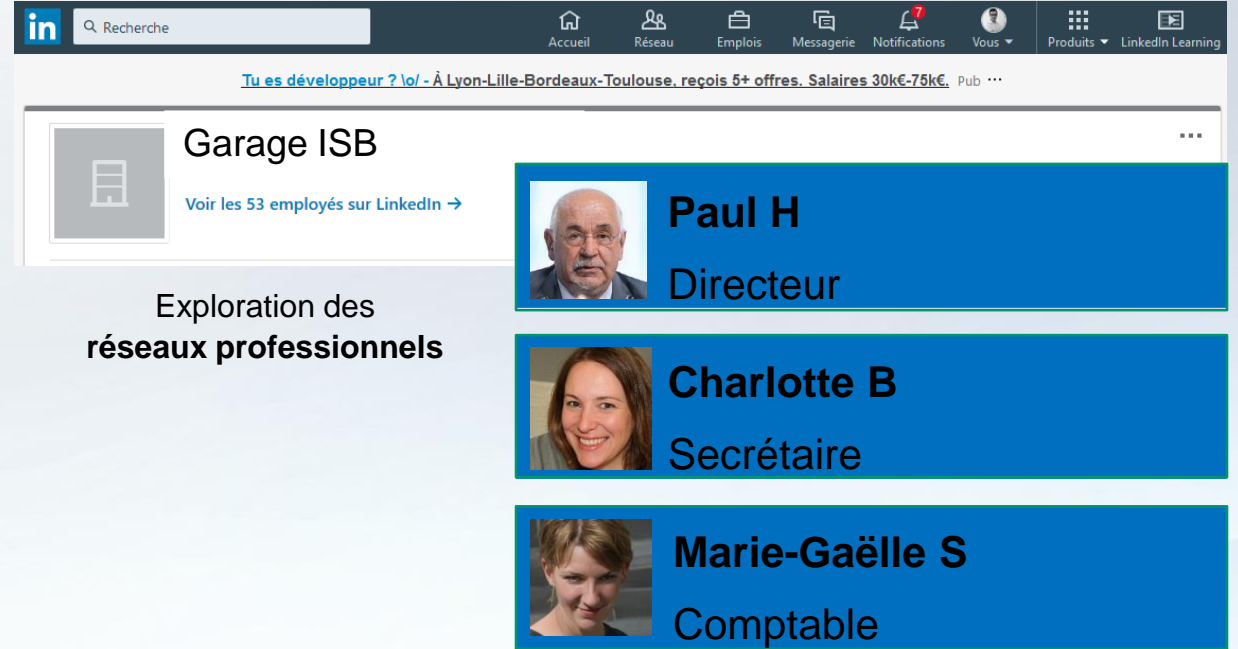 in
Recherche
Accueil
Réseau
Emplois
Messagerie
7
Notifications
Vous
Produits
LinkedIn Learning
Tu es développeur ? \o/ - À Lyon-Lille-Bordeaux-Toulouse, reçois 5+ offres. Salaires 30k€-75k€. Pub ···
Garage ISB
Voir les 53 employés sur LinkedIn →
Exploration des
réseaux professionnels
Paul H
Directeur
Charlotte B
Secrétaire
Marie-Gaëlle S
Comptable